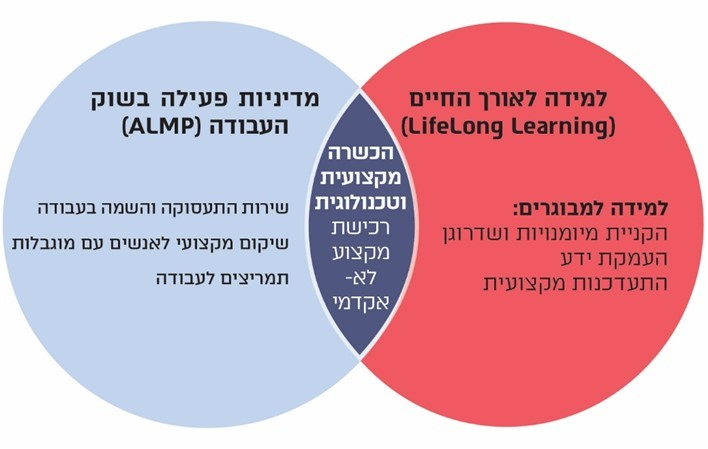 למידה לאורך החיים
(LifeLong Learning)
למידה למבוגרים:
הקניית מיומנויות ושדרוגן
העמקת ידע
התעדכנות מקצועית
הכשרה
מקצועית
וטכנולוגית
רכישת
מקצוע
לא-
אקדמי
מדיניות פעילה בשוק
העבודה (ALMP)
שירות התעסוקה והשמה בעבודה
שיקום מקצועי לאנשים עם מוגבלות
תמריצים לעבודה